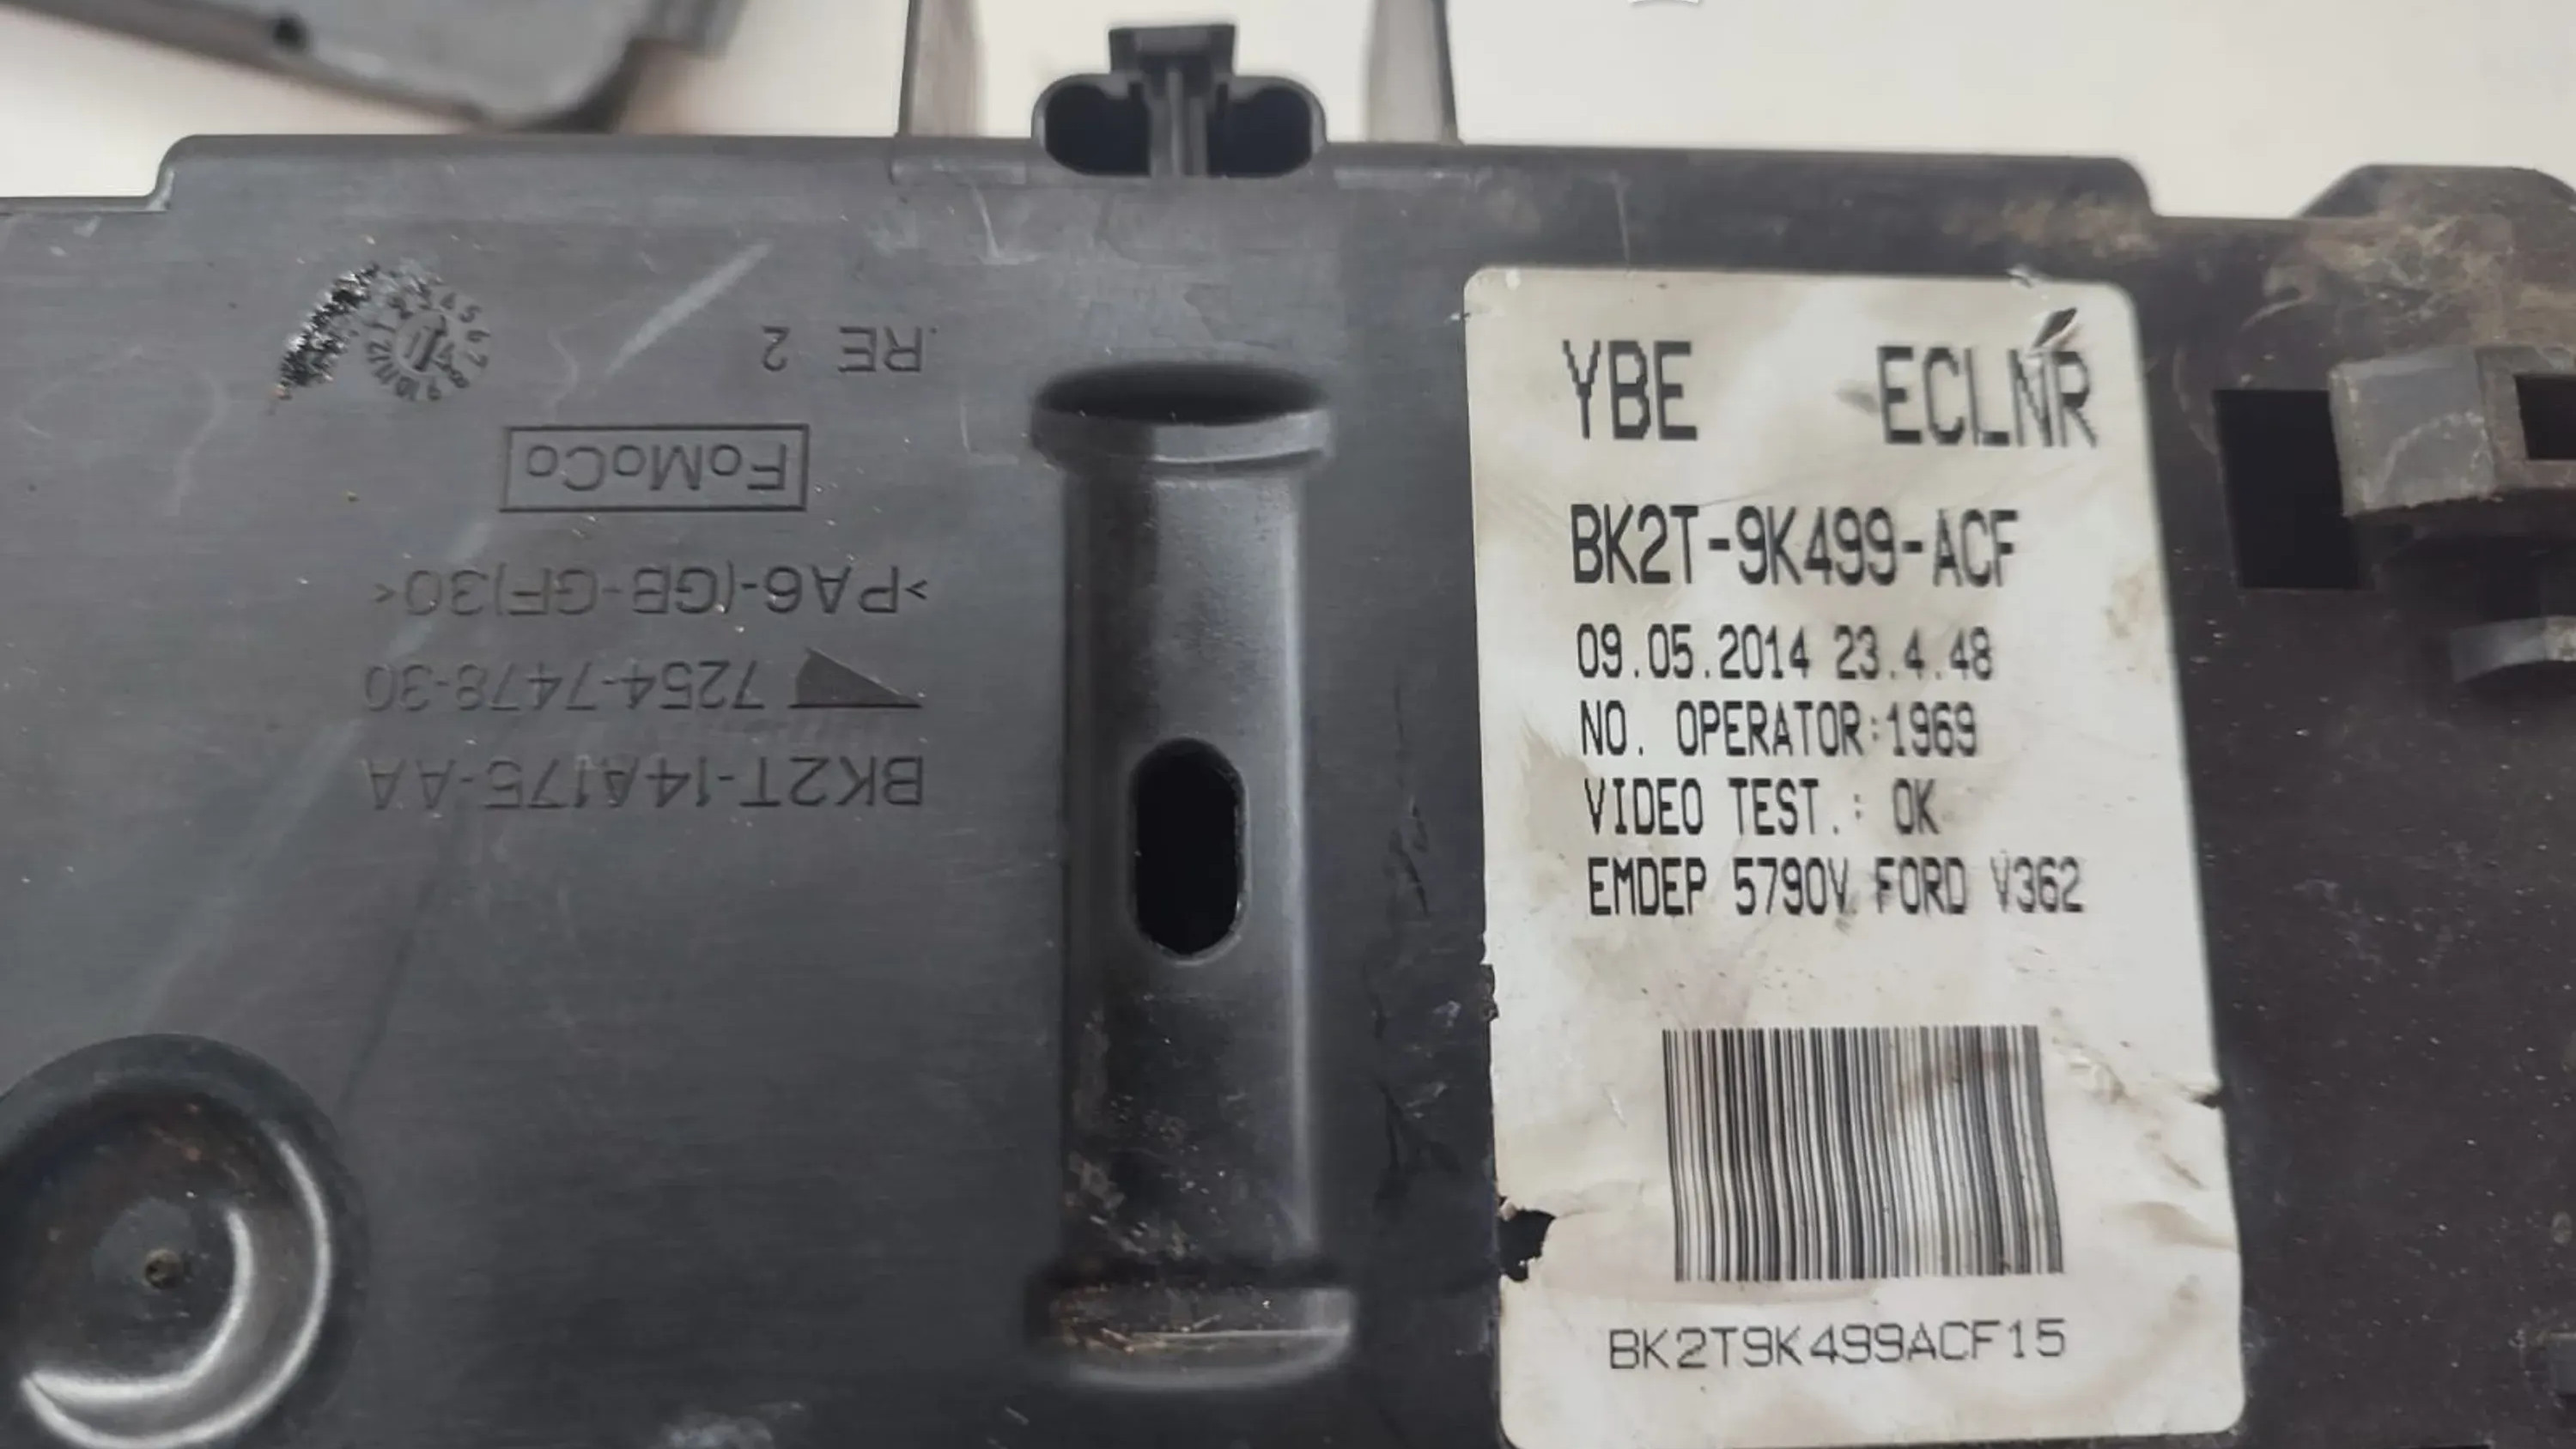 RE 2
FoMoCo
>PA6-(GB-GF)30<
7254-7478-30
BK2T-14A175-AA
YBE ECLNR
BK2T-9K499-ACF
09.05.2014 23.4.48
NO. OPERATOR:1969
VIDEO TEST.: OK
EMDEP 5790V FORD V362
BK2T9K499ACF15